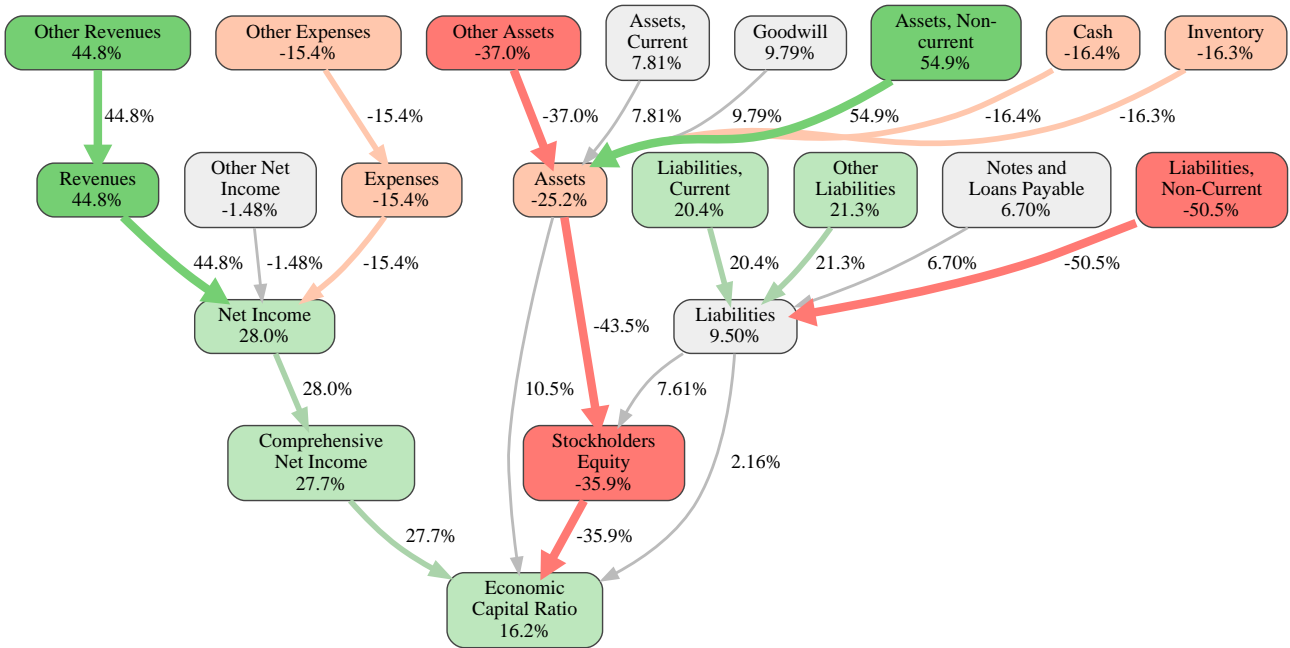 Other Revenues
44.8%
Other Expenses
-15.4%
Other Assets
-37.0%
Assets,
Current
7.81%
Goodwill
9.79%
Assets, Non-
current
54.9%
Cash
-16.4%
Inventory
-16.3%
44.8%
-15.4%
-37.0%
7.81%
9.79%
54.9%
-16.4%
-16.3%
Revenues
44.8%
Other Net
Income
-1.48%
Expenses
-15.4%
Assets
-25.2%
Liabilities,
Current
20.4%
Other
Liabilities
21.3%
Notes and
Loans Payable
6.70%
Liabilities,
Non-Current
-50.5%
44.8%
-1.48%
-15.4%
20.4%
21.3%
6.70%
-50.5%
Net Income
28.0%
-43.5%
Liabilities
9.50%
28.0%
10.5%
7.61%
Comprehensive
Net Income
27.7%
Stockholders
Equity
-35.9%
2.16%
27.7%
-35.9%
Economic
Capital Ratio
16.2%